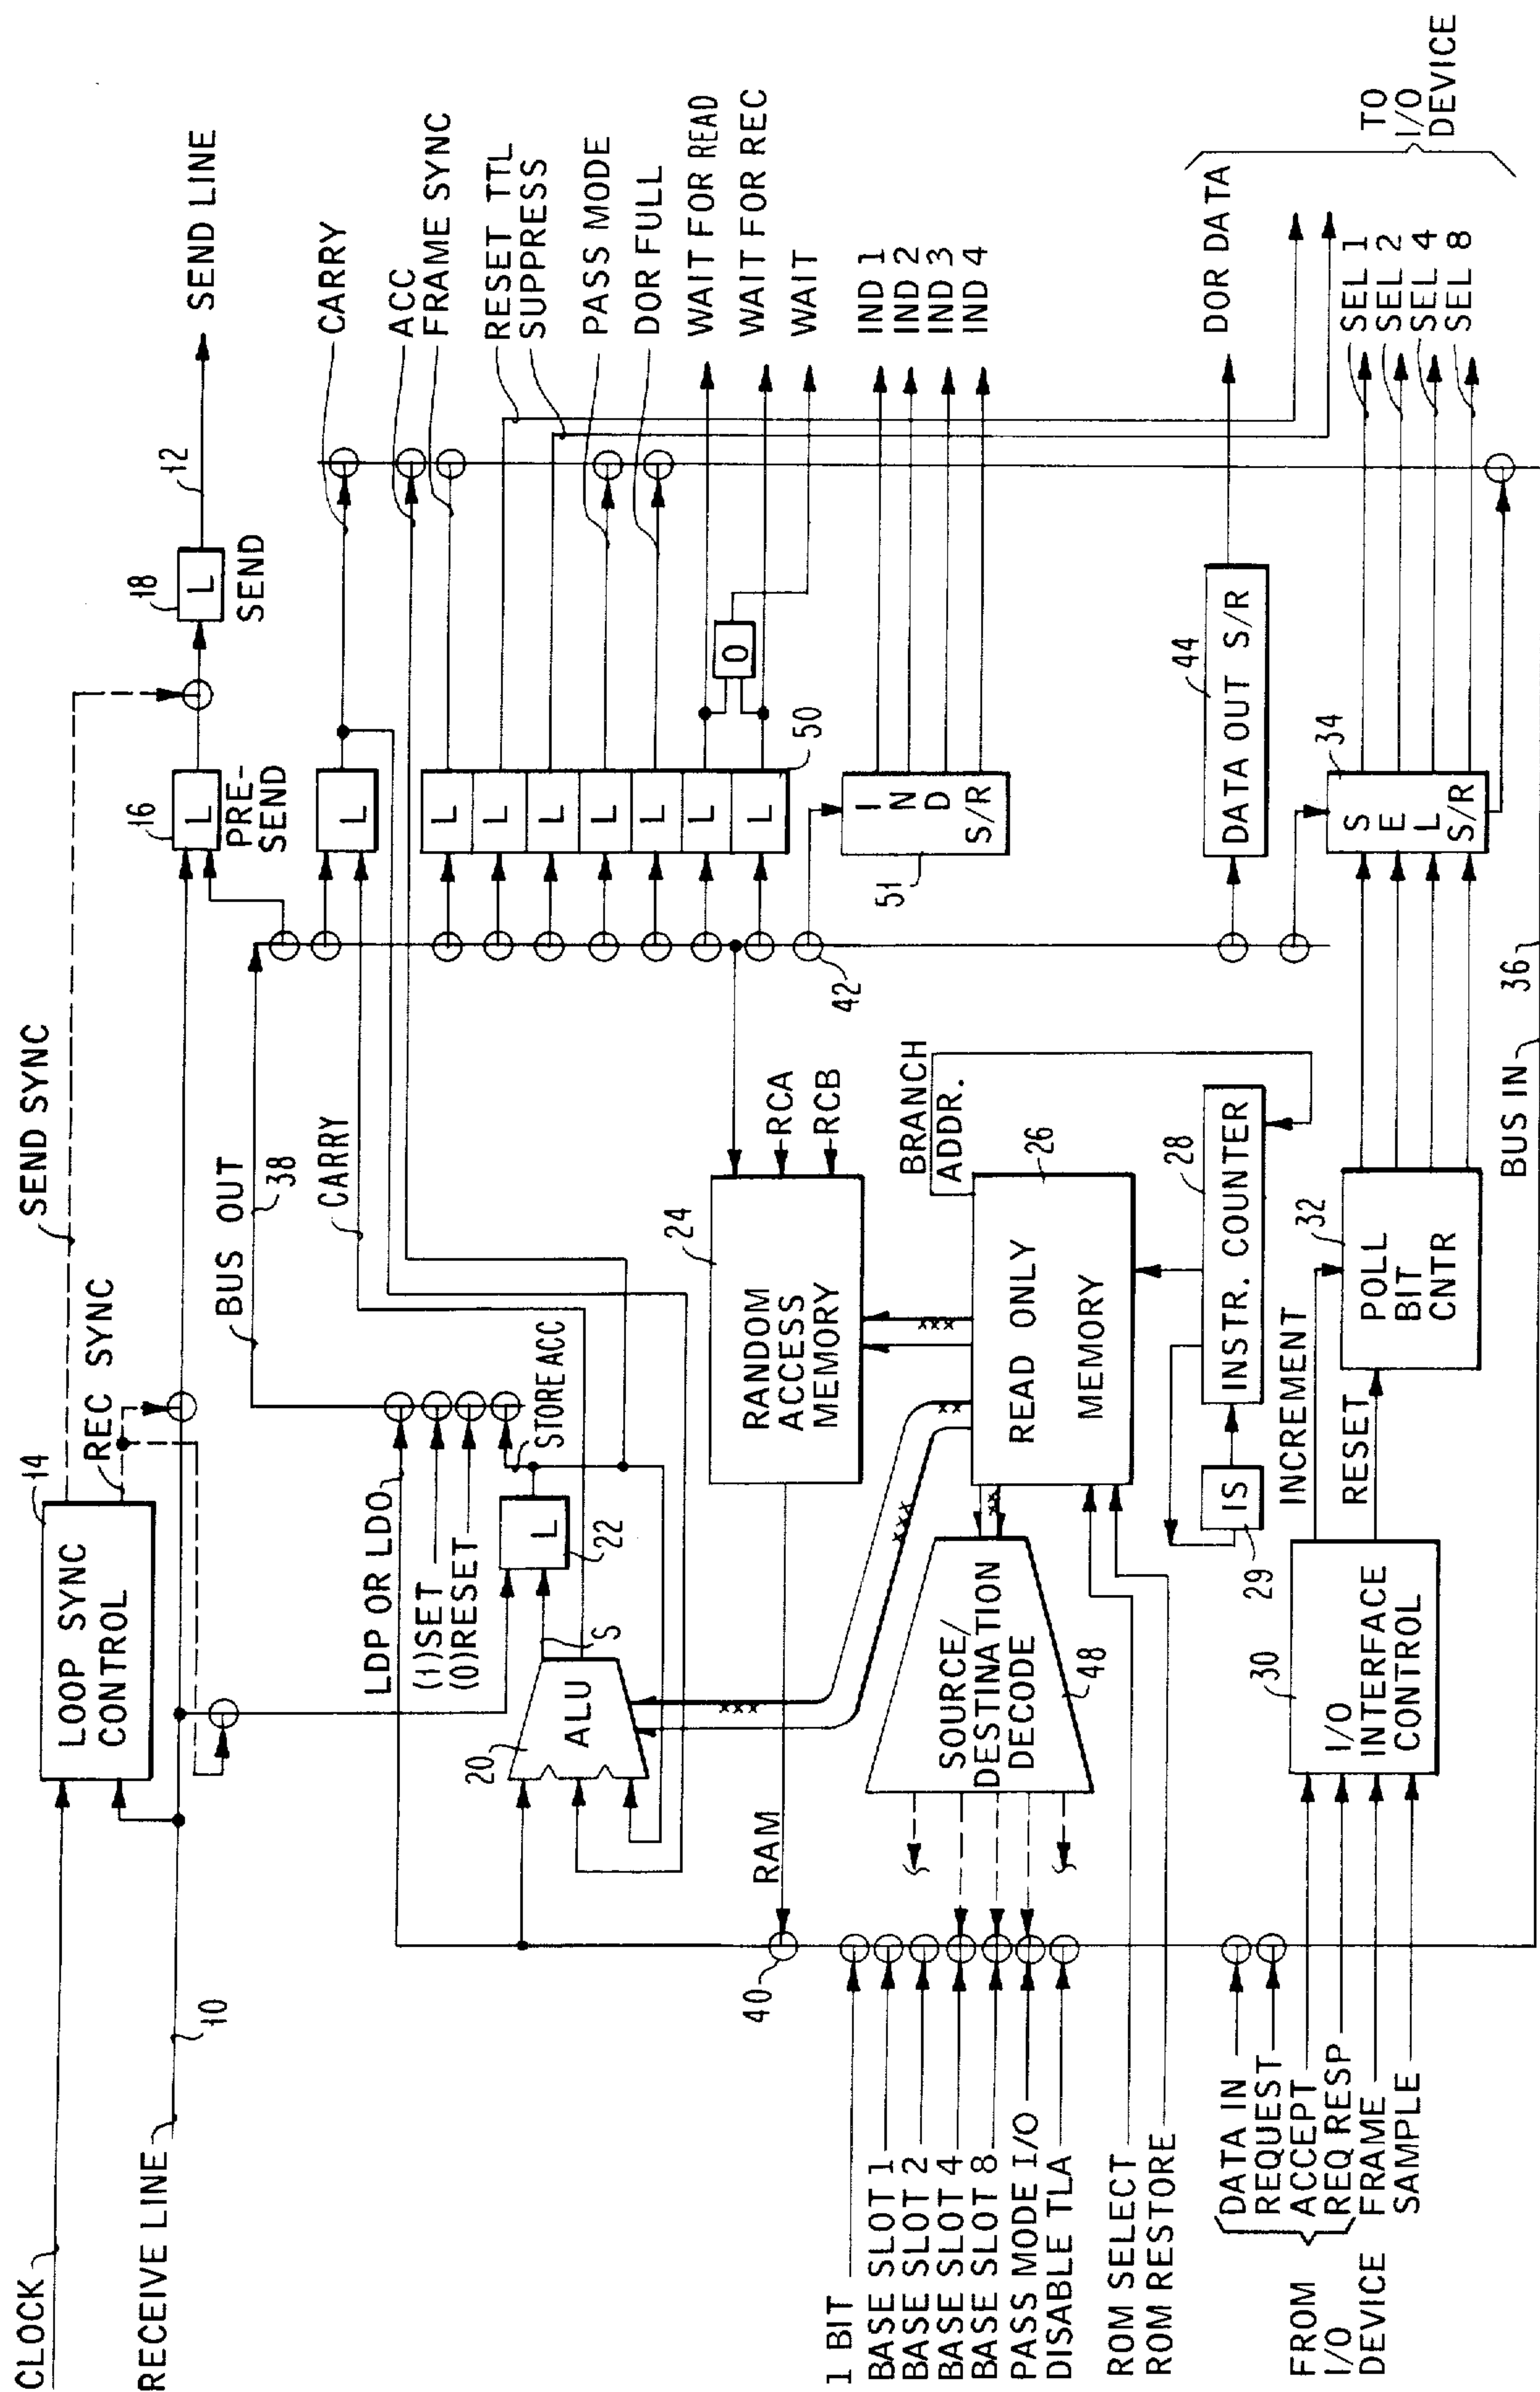 CLOCK
RECEIVE LINE
10
14
LOOP SYNC
CONTROL
SEND SYNC
REC SYNC
16
L
PRE-
SEND
18
L
SEND
12
SEND LINE
BUS OUT
38
CARRY
LDP OR LDO
(1)SET
(0)RESET
STORE ACC
20
ALU
S
L
22
L
CARRY
ACC
FRAME SYNC
RESET TTL
SUPPRESS
PASS MODE
DOR FULL
WAIT FOR READ
WAIT FOR REC
WAIT
L
L
L
L
L
L
L
50
O
IND 1
IND 2
IND 3
IND 4
IND
S/R
51
42
RAM
40
24
RANDOM
ACCESS
MEMORY
RCA
RCB
xxx
xx
xxx
xxx
xx
26
READ ONLY
MEMORY
BRANCH
ADDR.
SOURCE/
DESTINATION
DECODE
48
28
INSTR. COUNTER
IS
29
1 BIT
BASE SLOT 1
BASE SLOT 2
BASE SLOT 4
BASE SLOT 8
PASS MODE I/O
DISABLE TLA
ROM SELECT
ROM RESTORE
FROM
I/O
DEVICE
DATA IN
REQUEST
ACCEPT
REQ RESP
FRAME
SAMPLE
30
I/O
INTERFACE
CONTROL
INCREMENT
RESET
32
POLL
BIT
CNTR
34
SEL
S/R
44
DATA OUT S/R
DOR DATA
SEL 1
SEL 2
SEL 4
SEL 8
TO
I/O
DEVICE
BUS IN
36